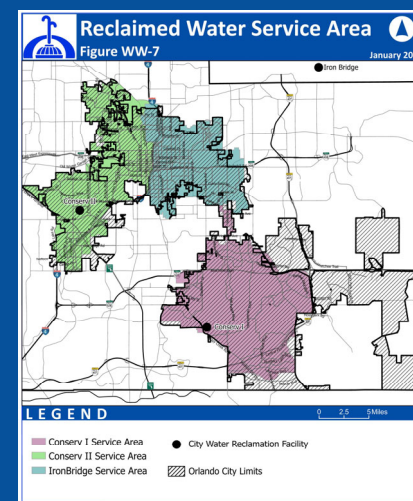 Reclaimed Water Service Area
Figure WW-7
January 20
Iron Bridge
Conserv II
Conserv I
LEGEND
0 2.5 5 Miles
Conserv I Service Area
Conserv II Service Area
IronBridge Service Area
City Water Reclamation Facility
Orlando City Limits